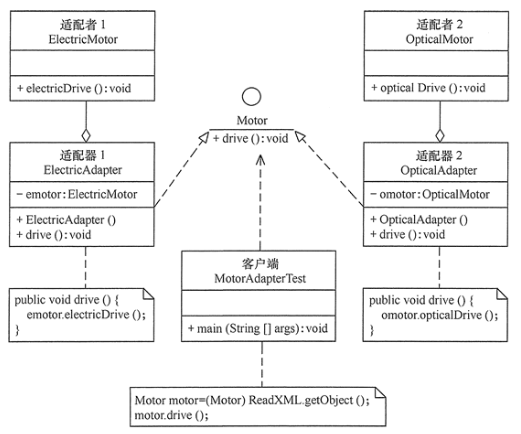 适配者 1
ElectricMotor
+ electricDrive ():void
适配者 2
OpticalMotor
+ optical Drive ():void
Motor
+ drive ():void
适配器 1
ElectricAdapter
− emotor:ElectricMotor
+ ElectricAdapter ()
+ drive ():void
适配器 2
OpticalAdapter
− omotor:OpticalMotor
+ OpticalAdapter ()
+ drive ():void
客户端
MotorAdapterTest
+ main (String [] args):void
public void drive () {
emotor.electricDrive ();
}
public void drive () {
omotor.opticalDrive ();
}
Motor motor=(Motor) ReadXML.getObject ();
motor.drive ();